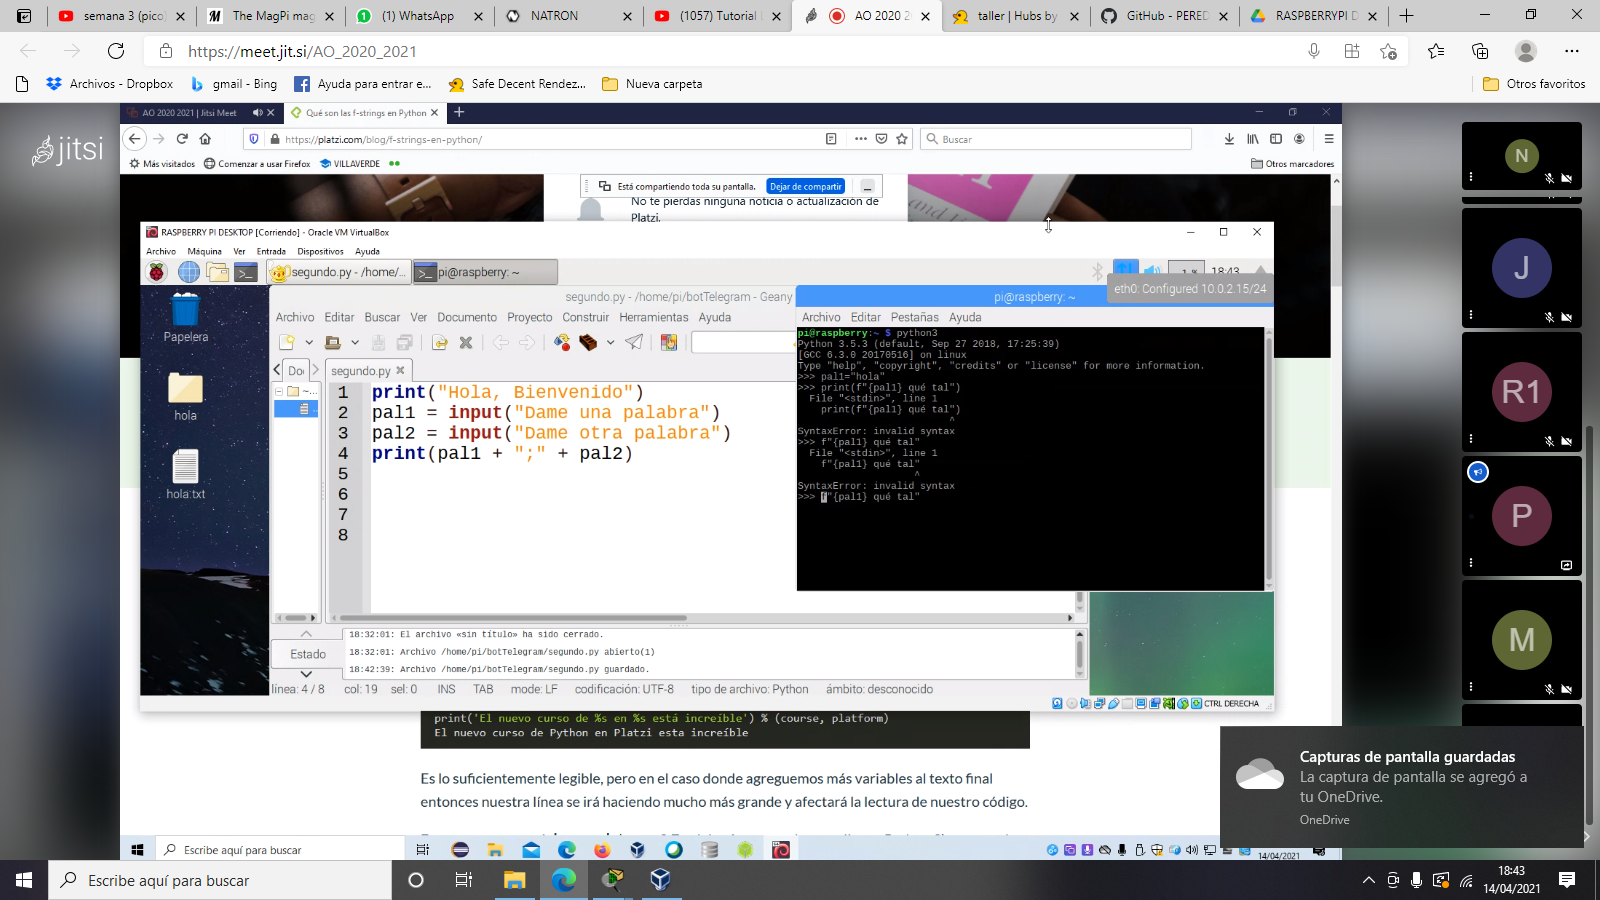 semana 3 (pico)
The MagPi mag
(1) WhatsApp
NATRON
(1057) Tutorial
AO 2020 2
taller | Hubs by
GitHub - PERED
RASPBERRYPI D
https://meet.jit.si/AO_2020_2021
Archivos - Dropbox
gmail - Bing
Ayuda para entrar e...
Safe Decent Rendez...
Nueva carpeta
Otros favoritos
jitsi
AO 2020 2021 | Jitsi Meet
Qué son las f-strings en Python
https://platzi.com/blog/f-strings-en-python/
Buscar
Más visitados
Comenzar a usar Firefox
VILLAVERDE
Otros marcadores
Está compartiendo toda su pantalla.
Dejar de compartir
No te pierdas ninguna noticia o actualización de
Platzi.
RASPBERRY PI DESKTOP [Corriendo] - Oracle VM VirtualBox
Archivo Máquina Ver Entrada Dispositivos Ayuda
segundo.py - /home/...
pi@raspberry: ~
18:43
eth0: Configured 10.0.2.15/24
Papelera
hola
hola.txt
segundo.py - /home/pi/botTelegram - Geany
Archivo Editar Buscar Ver Documento Proyecto Construir Herramientas Ayuda
Do
segundo.py
1 print("Hola, Bienvenido")
2 pal1 = input("Dame una palabra")
3 pal2 = input("Dame otra palabra")
4 print(pal1 + ";" + pal2)
5
6
7
8
pi@raspberry: ~
Archivo Editar Pestañas Ayuda
pi@raspberry:~ $ python3
Python 3.5.3 (default, Sep 27 2018, 17:25:39)
[GCC 6.3.0 20170516] on linux
Type "help", "copyright", "credits" or "license" for more information.
>>> pal1="hola"
>>> print(f"{pal1} qué tal")
File "<stdin>", line 1
print(f"{pal1} qué tal")
^
SyntaxError: invalid syntax
>>> f"{pal1} qué tal"
File "<stdin>", line 1
f"{pal1} qué tal"
^
SyntaxError: invalid syntax
>>> f"{pal1} qué tal"
Estado
18:32:01: El archivo «sin título» ha sido cerrado.
18:32:01: Archivo /home/pi/botTelegram/segundo.py abierto(1)
18:42:39: Archivo /home/pi/botTelegram/segundo.py guardado.
línea: 4 / 8 col: 19 sel: 0 INS TAB mode: LF codificación: UTF-8 tipo de archivo: Python ámbito: desconocido
CTRL DERECHA
print('El nuevo curso de %s en %s está increíble') % (course, platform)
El nuevo curso de Python en Platzi esta increíble
Es lo suficientemente legible, pero en el caso donde agreguemos más variables al texto final
entonces nuestra línea se irá haciendo mucho más grande y afectará la lectura de nuestro código.
N
J
R1
P
M
Capturas de pantalla guardadas
La captura de pantalla se agregó a
tu OneDrive.
OneDrive
Escribe aquí para buscar
14/04/2021
Escribe aquí para buscar
18:43
14/04/2021